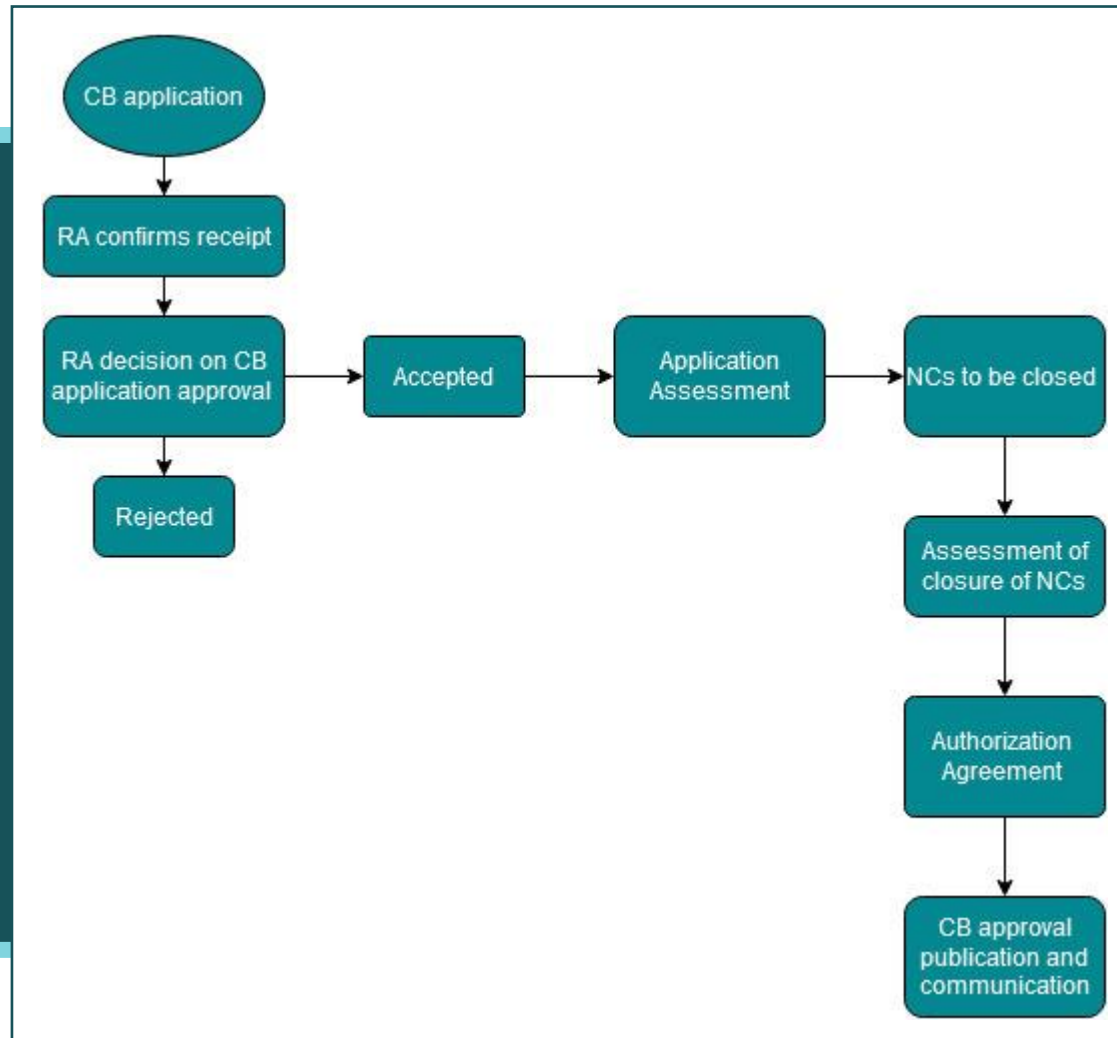 CB application
RA confirms receipt
RA decision on CB
application approval
Accepted
Application
Assessment
NCs to be closed
Rejected
Assessment of
closure of NCs
Authorization
Agreement
CB approval
publication and
communication